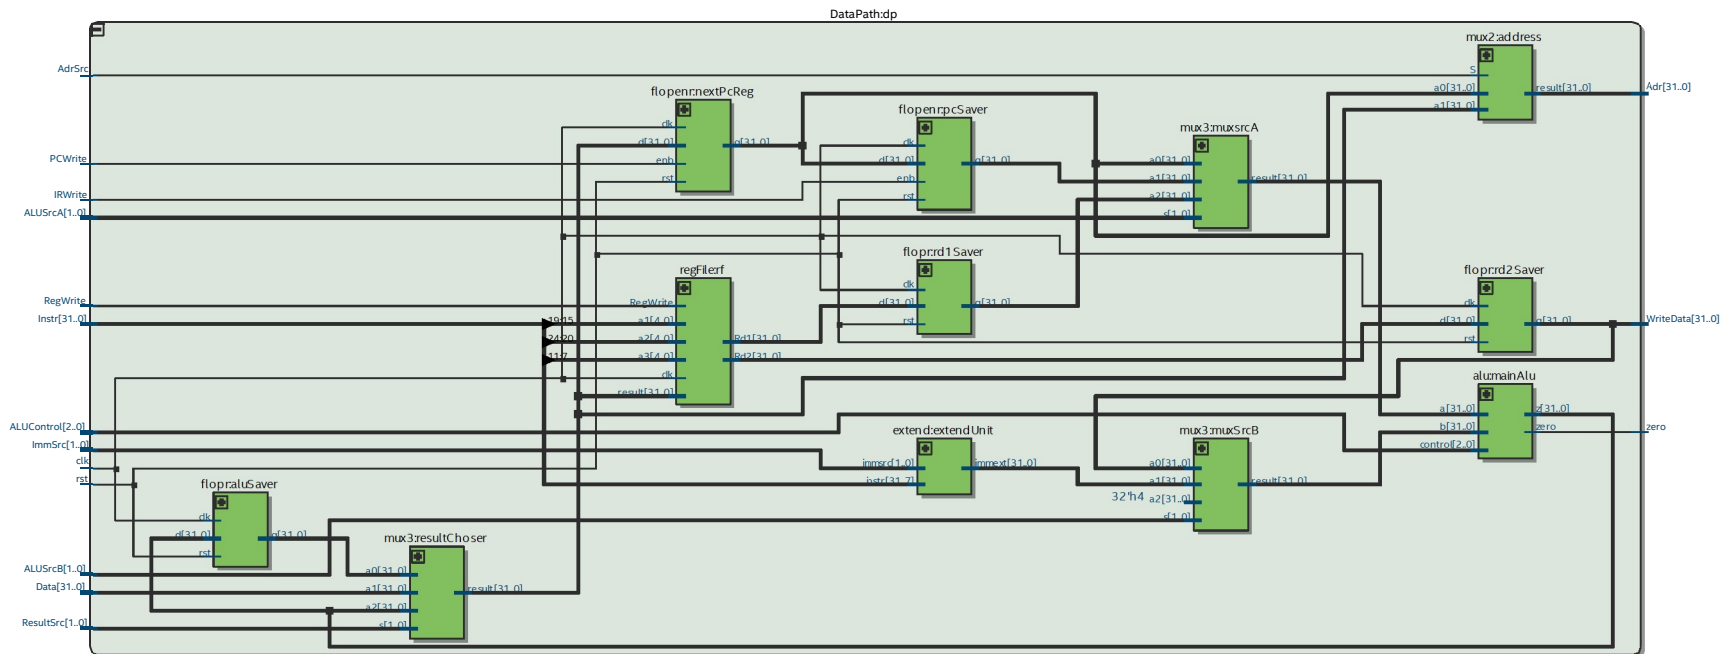 DataPath:dp
mux2:address
AdrSrc
S
a0[31..0]
a1[31..0]
result[31..0]
Adr[31..0]
flopenr:nextPcReg
clk
d[31..0]
enb
rst
q[31..0]
flopenr:pcSaver
clk
d[31..0]
enb
rst
q[31..0]
mux3:muxsrcA
a0[31..0]
a1[31..0]
a2[31..0]
s[1..0]
result[31..0]
PCWrite
IRWrite
ALUSrcA[1..0]
regFile:rf
RegWrite
a1[4..0]
a2[4..0]
a3[4..0]
clk
result[31..0]
Rd1[31..0]
Rd2[31..0]
flopr:rd1Saver
clk
d[31..0]
rst
q[31..0]
flopr:rd2Saver
clk
d[31..0]
rst
q[31..0]
WriteData[31..0]
RegWrite
Instr[31..0]
19:15
24:20
11:7
alu:mainAlu
a[31..0]
b[31..0]
control[2..0]
z[31..0]
zero
zero
ALUControl[2..0]
ImmSrc[1..0]
clk
rst
extend:extendUnit
immsrc[1..0]
instr[31..7]
immext[31..0]
mux3:muxSrcB
a0[31..0]
a1[31..0]
32'h4
a2[31..0]
s[1..0]
result[31..0]
flopr:aluSaver
clk
d[31..0]
rst
q[31..0]
mux3:resultChoser
a0[31..0]
a1[31..0]
a2[31..0]
s[1..0]
result[31..0]
ALUSrcB[1..0]
Data[31..0]
ResultSrc[1..0]